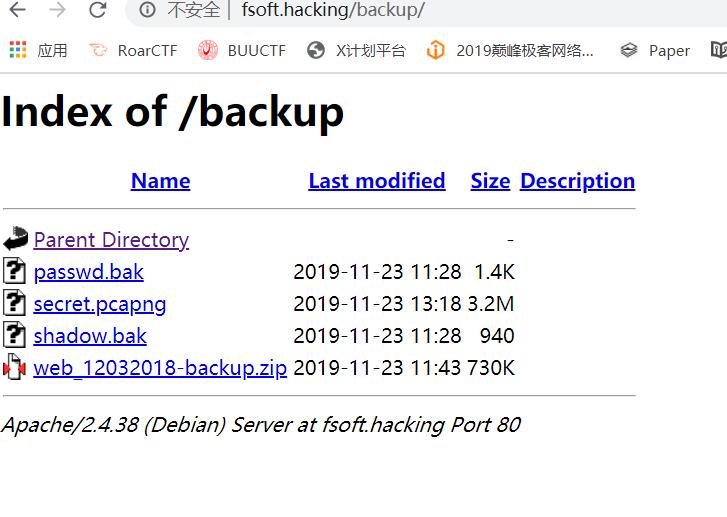 不安全 | fsoft.hacking/backup/
应用 RoarCTF BUUCTF X计划平台 2019巅峰极客网络... Paper
Index of /backup
Name Last modified Size Description
Parent Directory -
passwd.bak 2019-11-23 11:28 1.4K
secret.pcapng 2019-11-23 13:18 3.2M
shadow.bak 2019-11-23 11:28 940
web_12032018-backup.zip 2019-11-23 11:43 730K
Apache/2.4.38 (Debian) Server at fsoft.hacking Port 80